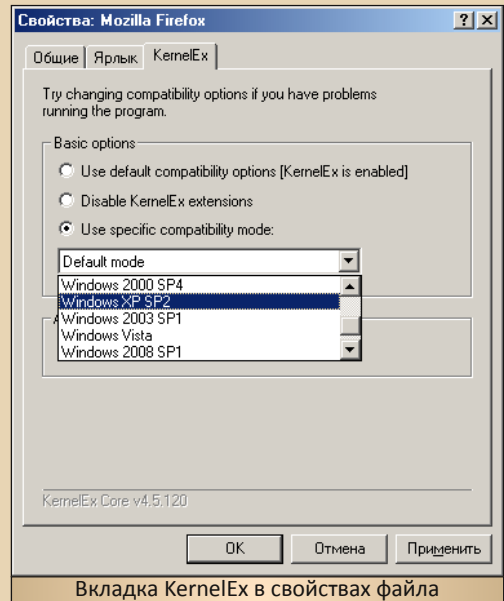 Свойства: Mozilla Firefox
Общие Ярлык KernelEx
Try changing compatibility options if you have problems
running the program.
Basic options
Use default compatibility options [KernelEx is enabled]
Disable KernelEx extensions
Use specific compatibility mode:
Default mode
Windows 2000 SP4
Windows XP SP2
Windows 2003 SP1
Windows Vista
Windows 2008 SP1
KernelEx Core v4.5.120
OK Отмена Применить
Вкладка KernelEx в свойствах файла